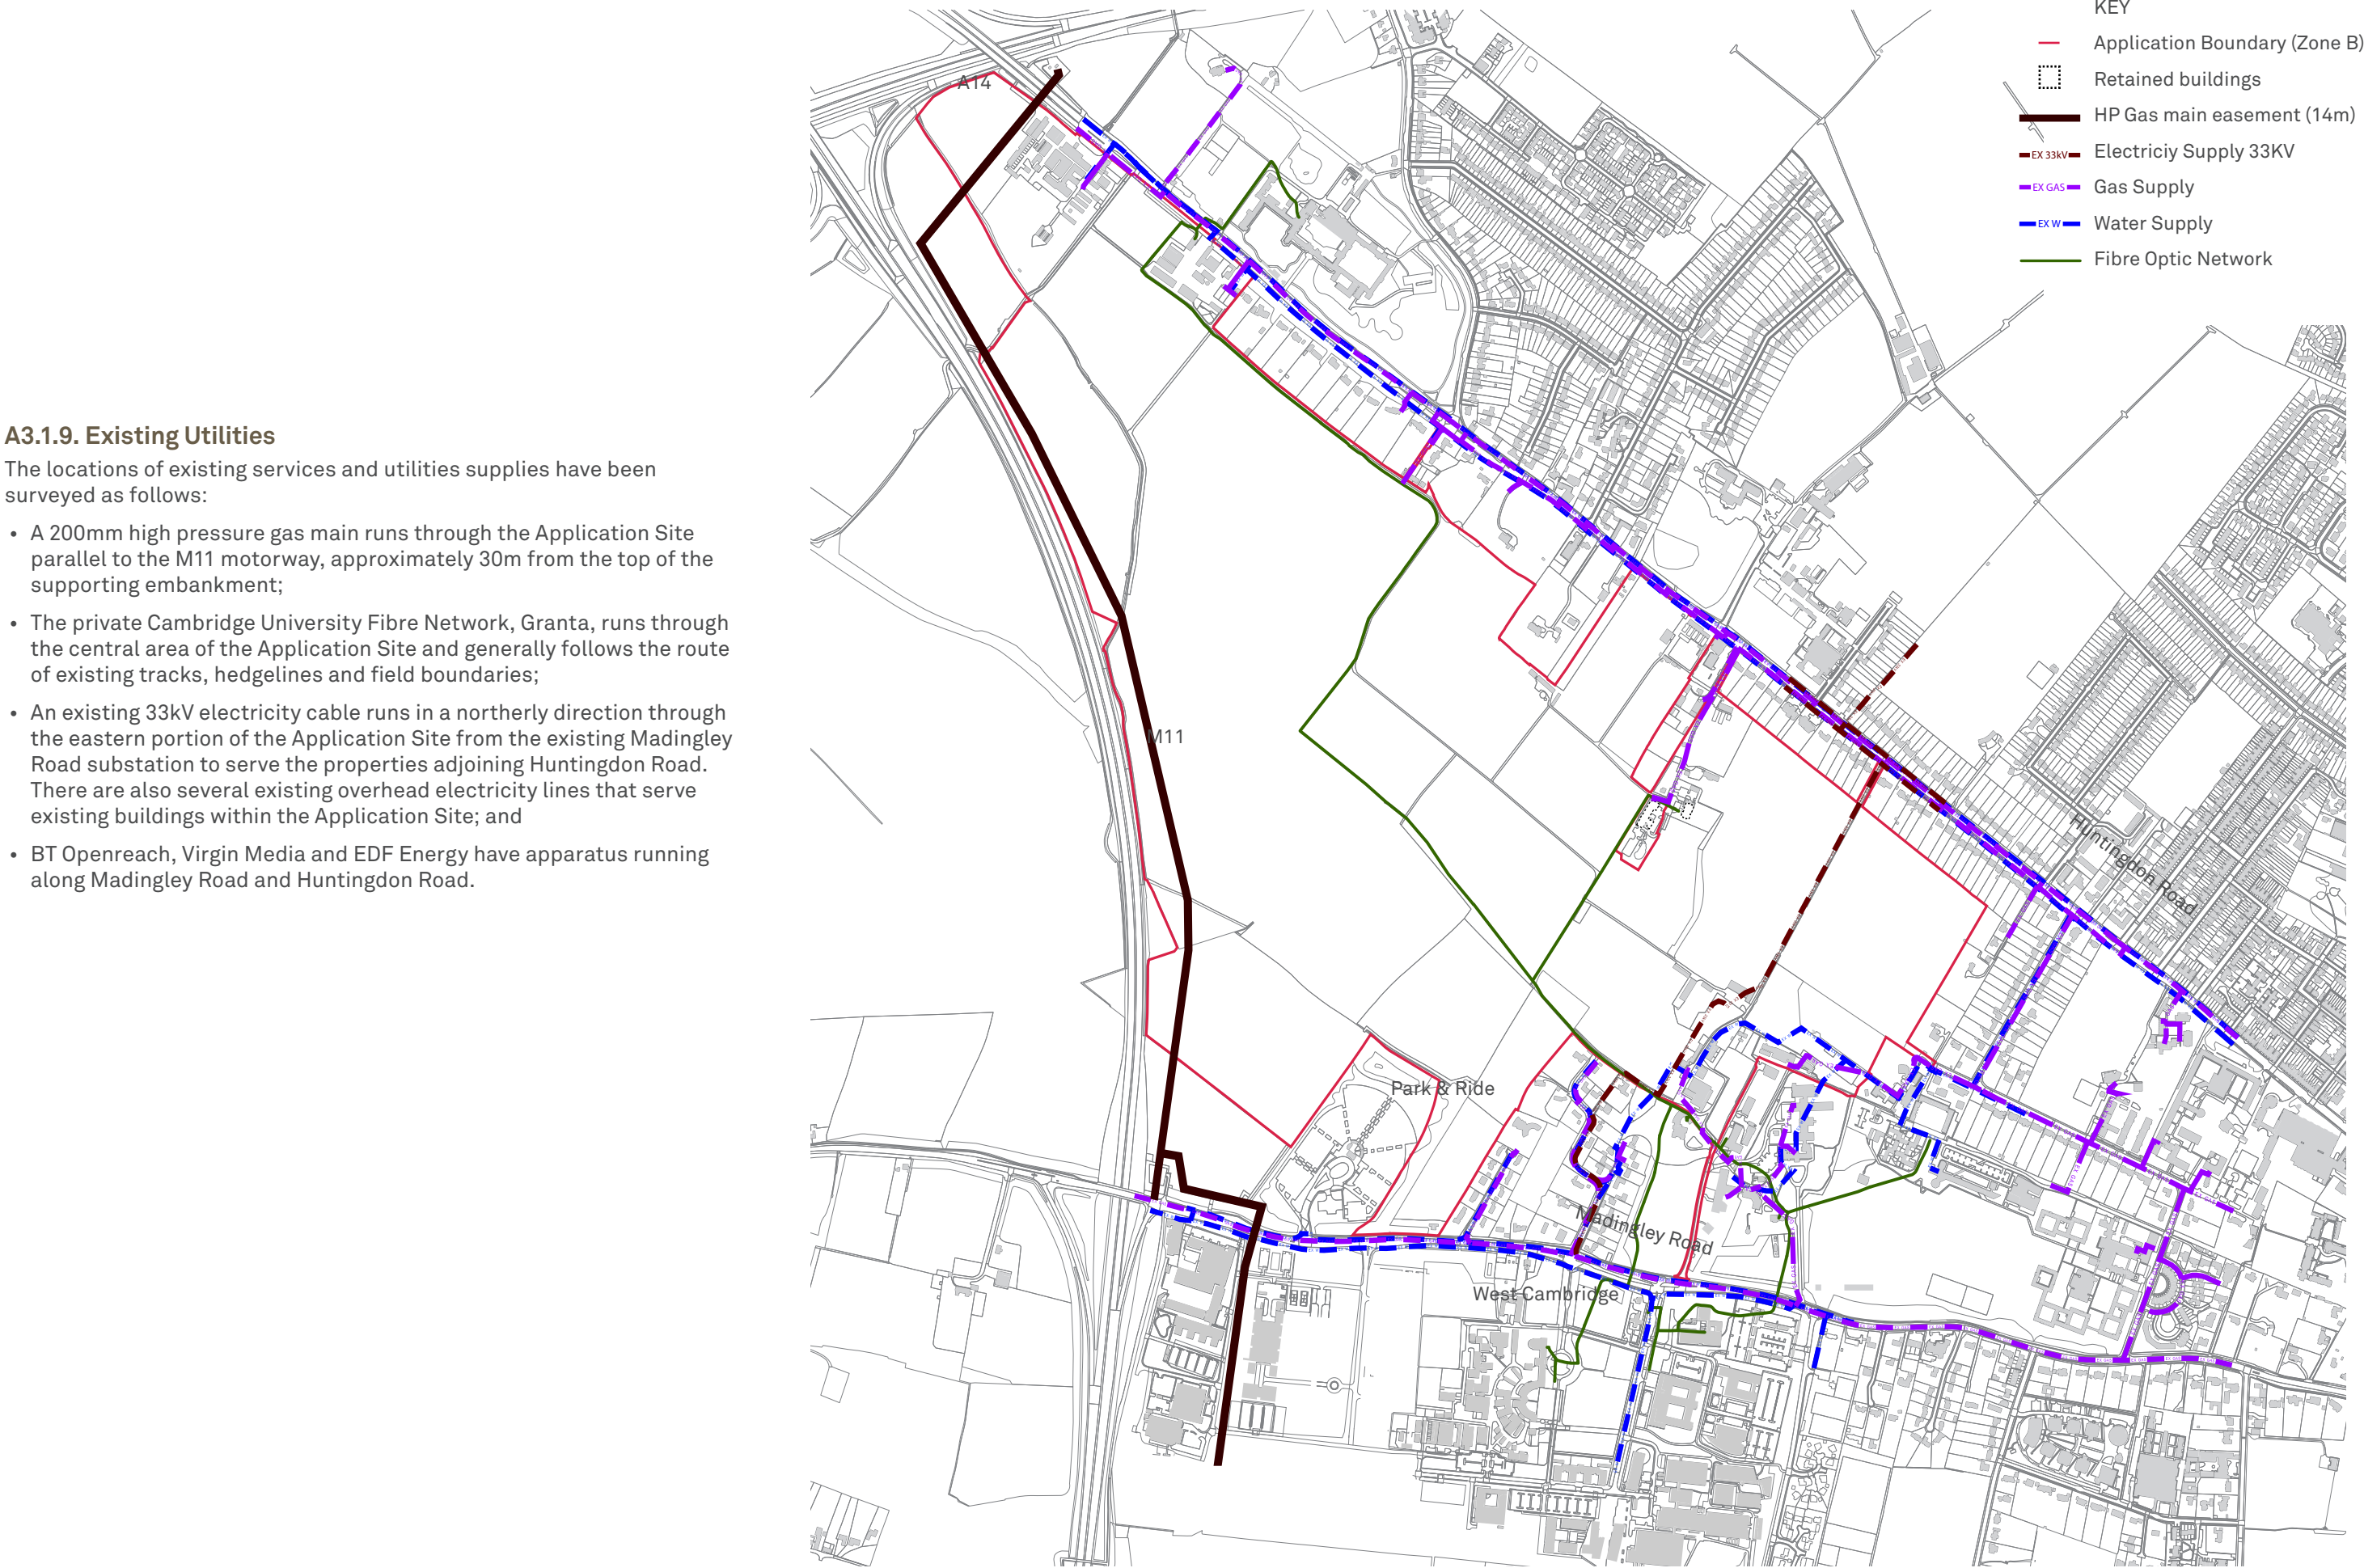 A3.1.9. Existing Utilities
The locations of existing services and utilities supplies have been
surveyed as follows:
• A 200mm high pressure gas main runs through the Application Site
parallel to the M11 motorway, approximately 30m from the top of the
supporting embankment;
• The private Cambridge University Fibre Network, Granta, runs through
the central area of the Application Site and generally follows the route
of existing tracks, hedgelines and field boundaries;
• An existing 33kV electricity cable runs in a northerly direction through
the eastern portion of the Application Site from the existing Madingley
Road substation to serve the properties adjoining Huntingdon Road.
There are also several existing overhead electricity lines that serve
existing buildings within the Application Site; and
• BT Openreach, Virgin Media and EDF Energy have apparatus running
along Madingley Road and Huntingdon Road.
KEY
Application Boundary (Zone B)
Retained buildings
HP Gas main easement (14m)
EX 33kV Electriciy Supply 33KV
EX GAS Gas Supply
EX W Water Supply
Fibre Optic Network
A14
M11
Huntingdon Road
Park & Ride
Madingley Road
West Cambridge